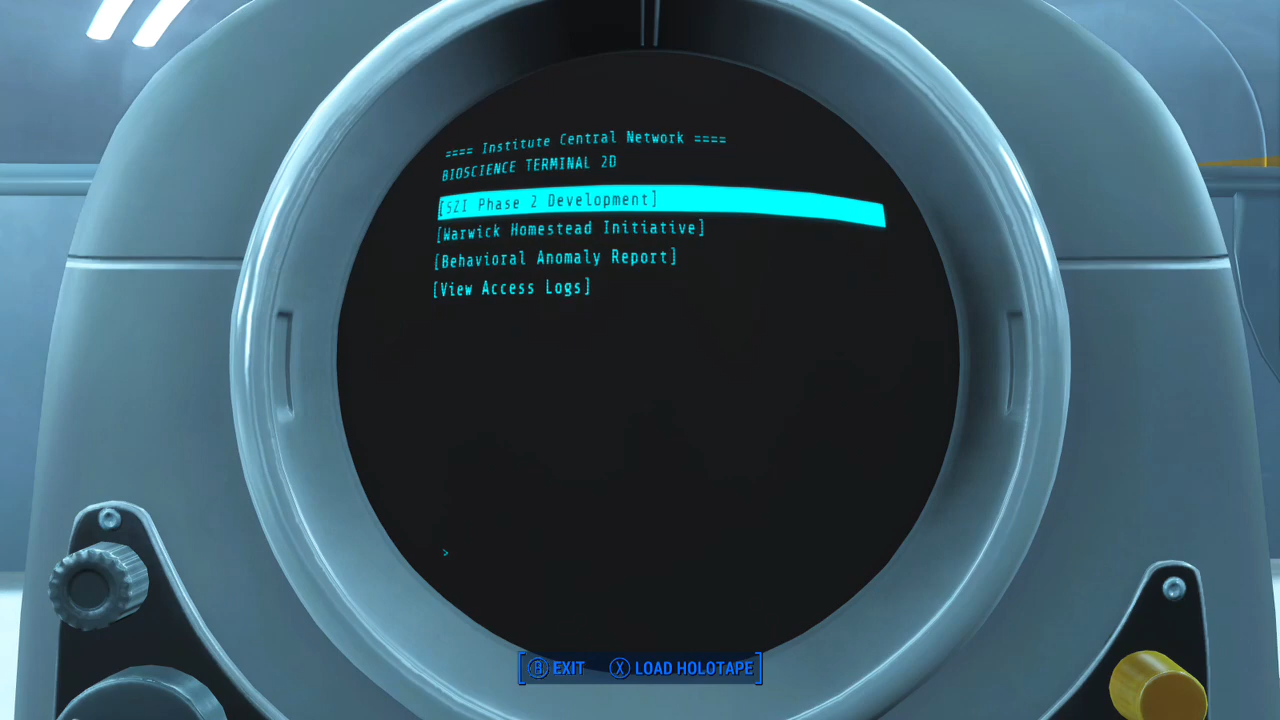 ==== Institute Central Network ====
BIOSCIENCE TERMINAL 2D
[SZI Phase 2 Development]
[Warwick Homestead Initiative]
[Behavioral Anomaly Report]
[View Access Logs]
>
B EXIT X LOAD HOLOTAPE